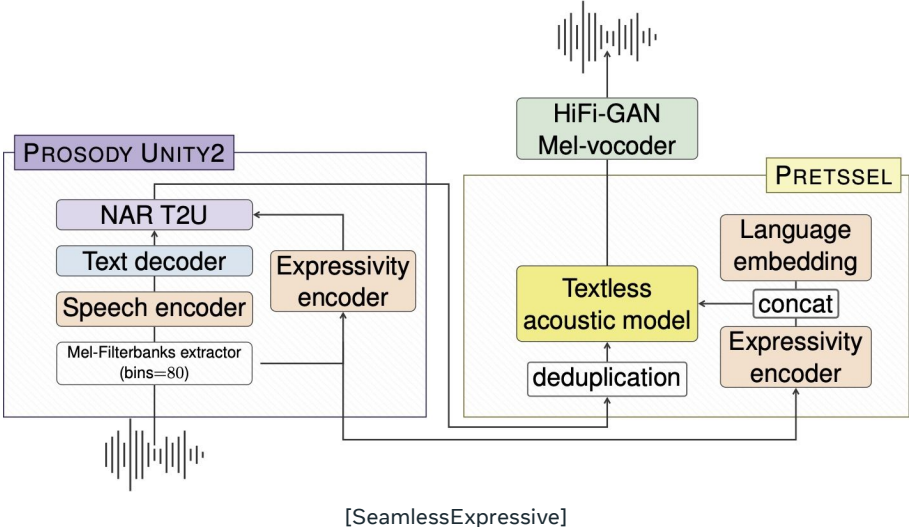 PROSODY UNITY2
NAR T2U
Text decoder
Speech encoder
Mel-Filterbanks extractor
(bins=80)
Expressivity
encoder
HiFi-GAN
Mel-vocoder
PRETSSEL
Textless
acoustic model
deduplication
Language
embedding
concat
Expressivity
encoder
[SeamlessExpressive]